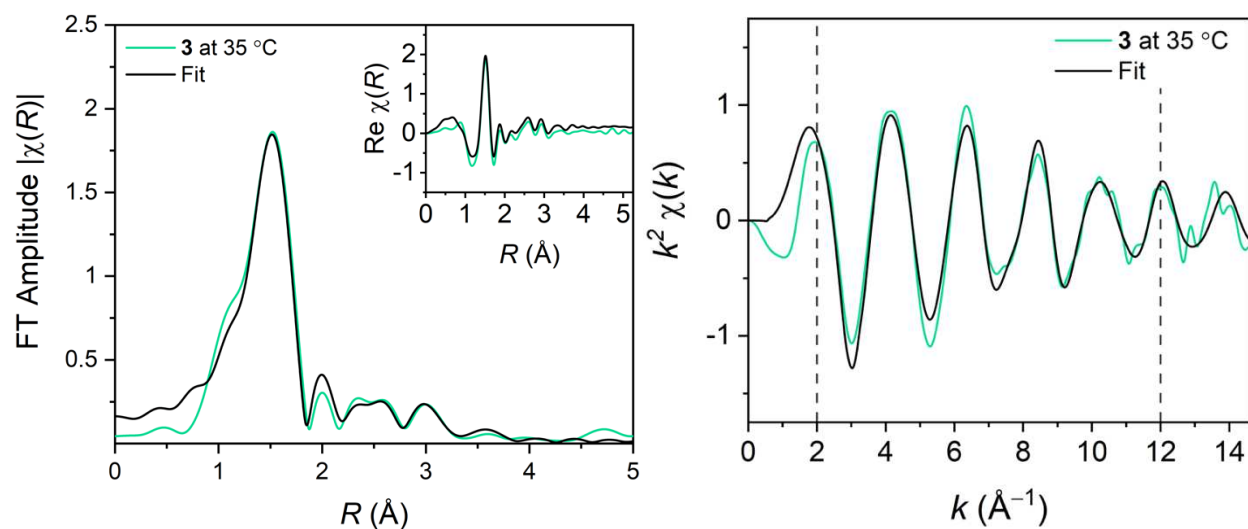 2.5
2
1.5
1
0.5
FT Amplitude |χ(R)|
3 at 35 °C
Fit
0 1 2 3 4 5
R (Å)
2
1
0
-1
Re χ(R)
0 1 2 3 4 5
R (Å)
1
0
-1
k² χ(k)
3 at 35 °C
Fit
0 2 4 6 8 10 12 14
k (Å⁻¹)